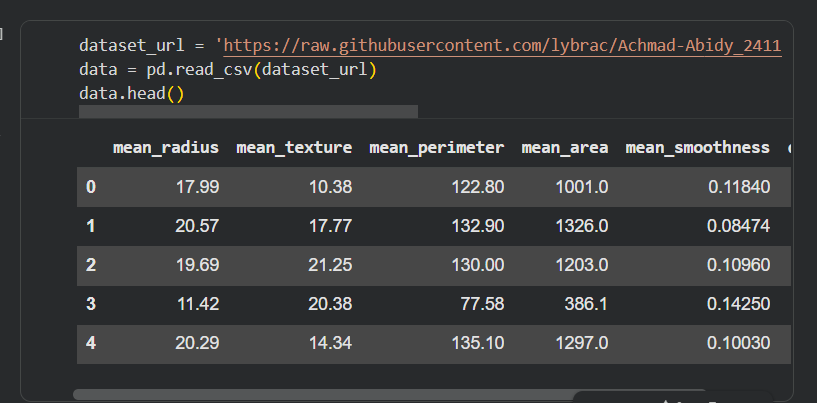 dataset_url = 'https://raw.githubusercontent.com/lybrac/Achmad-Abidy_2411
data = pd.read_csv(dataset_url)
data.head()
mean_radius mean_texture mean_perimeter mean_area mean_smoothness
0 17.99 10.38 122.80 1001.0 0.11840
1 20.57 17.77 132.90 1326.0 0.08474
2 19.69 21.25 130.00 1203.0 0.10960
3 11.42 20.38 77.58 386.1 0.14250
4 20.29 14.34 135.10 1297.0 0.10030